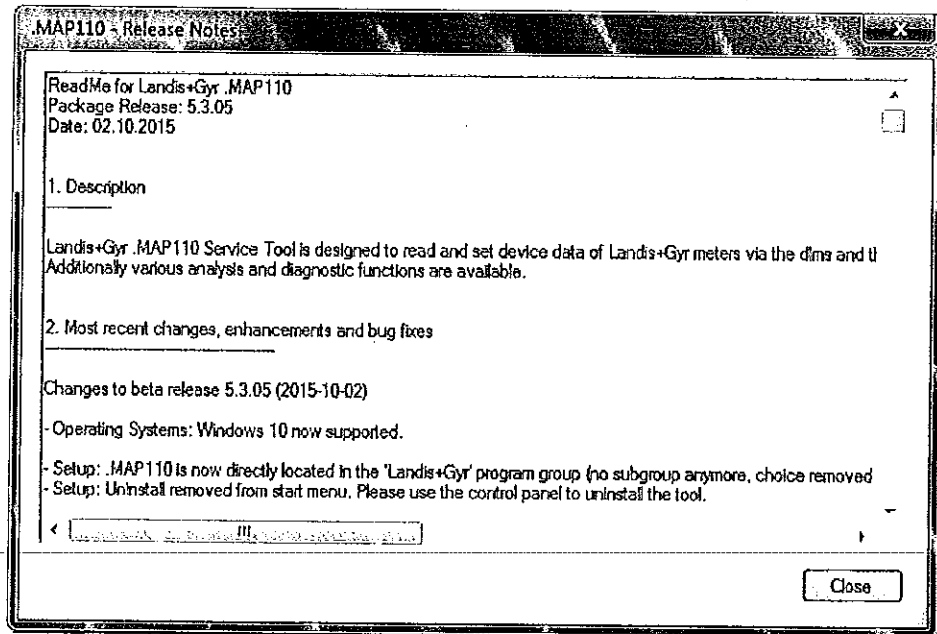 .MAP110 - Release Notes
ReadMe for Landis+Gyr .MAP110
Package Release: 5.3.05
Date: 02.10.2015
1. Description
Landis+Gyr .MAP110 Service Tool is designed to read and set device data of Landis+Gyr meters via the dlms and tl
Additionally various analysis and diagnostic functions are available.
2. Most recent changes, enhancements and bug fixes
Changes to beta release 5.3.05 (2015-10-02)
- Operating Systems: Windows 10 now supported.
- Setup: .MAP110 is now directly located in the 'Landis+Gyr' program group (no subgroup anymore, choice removed
- Setup: Uninstall removed from start menu. Please use the control panel to uninstall the tool.
Close